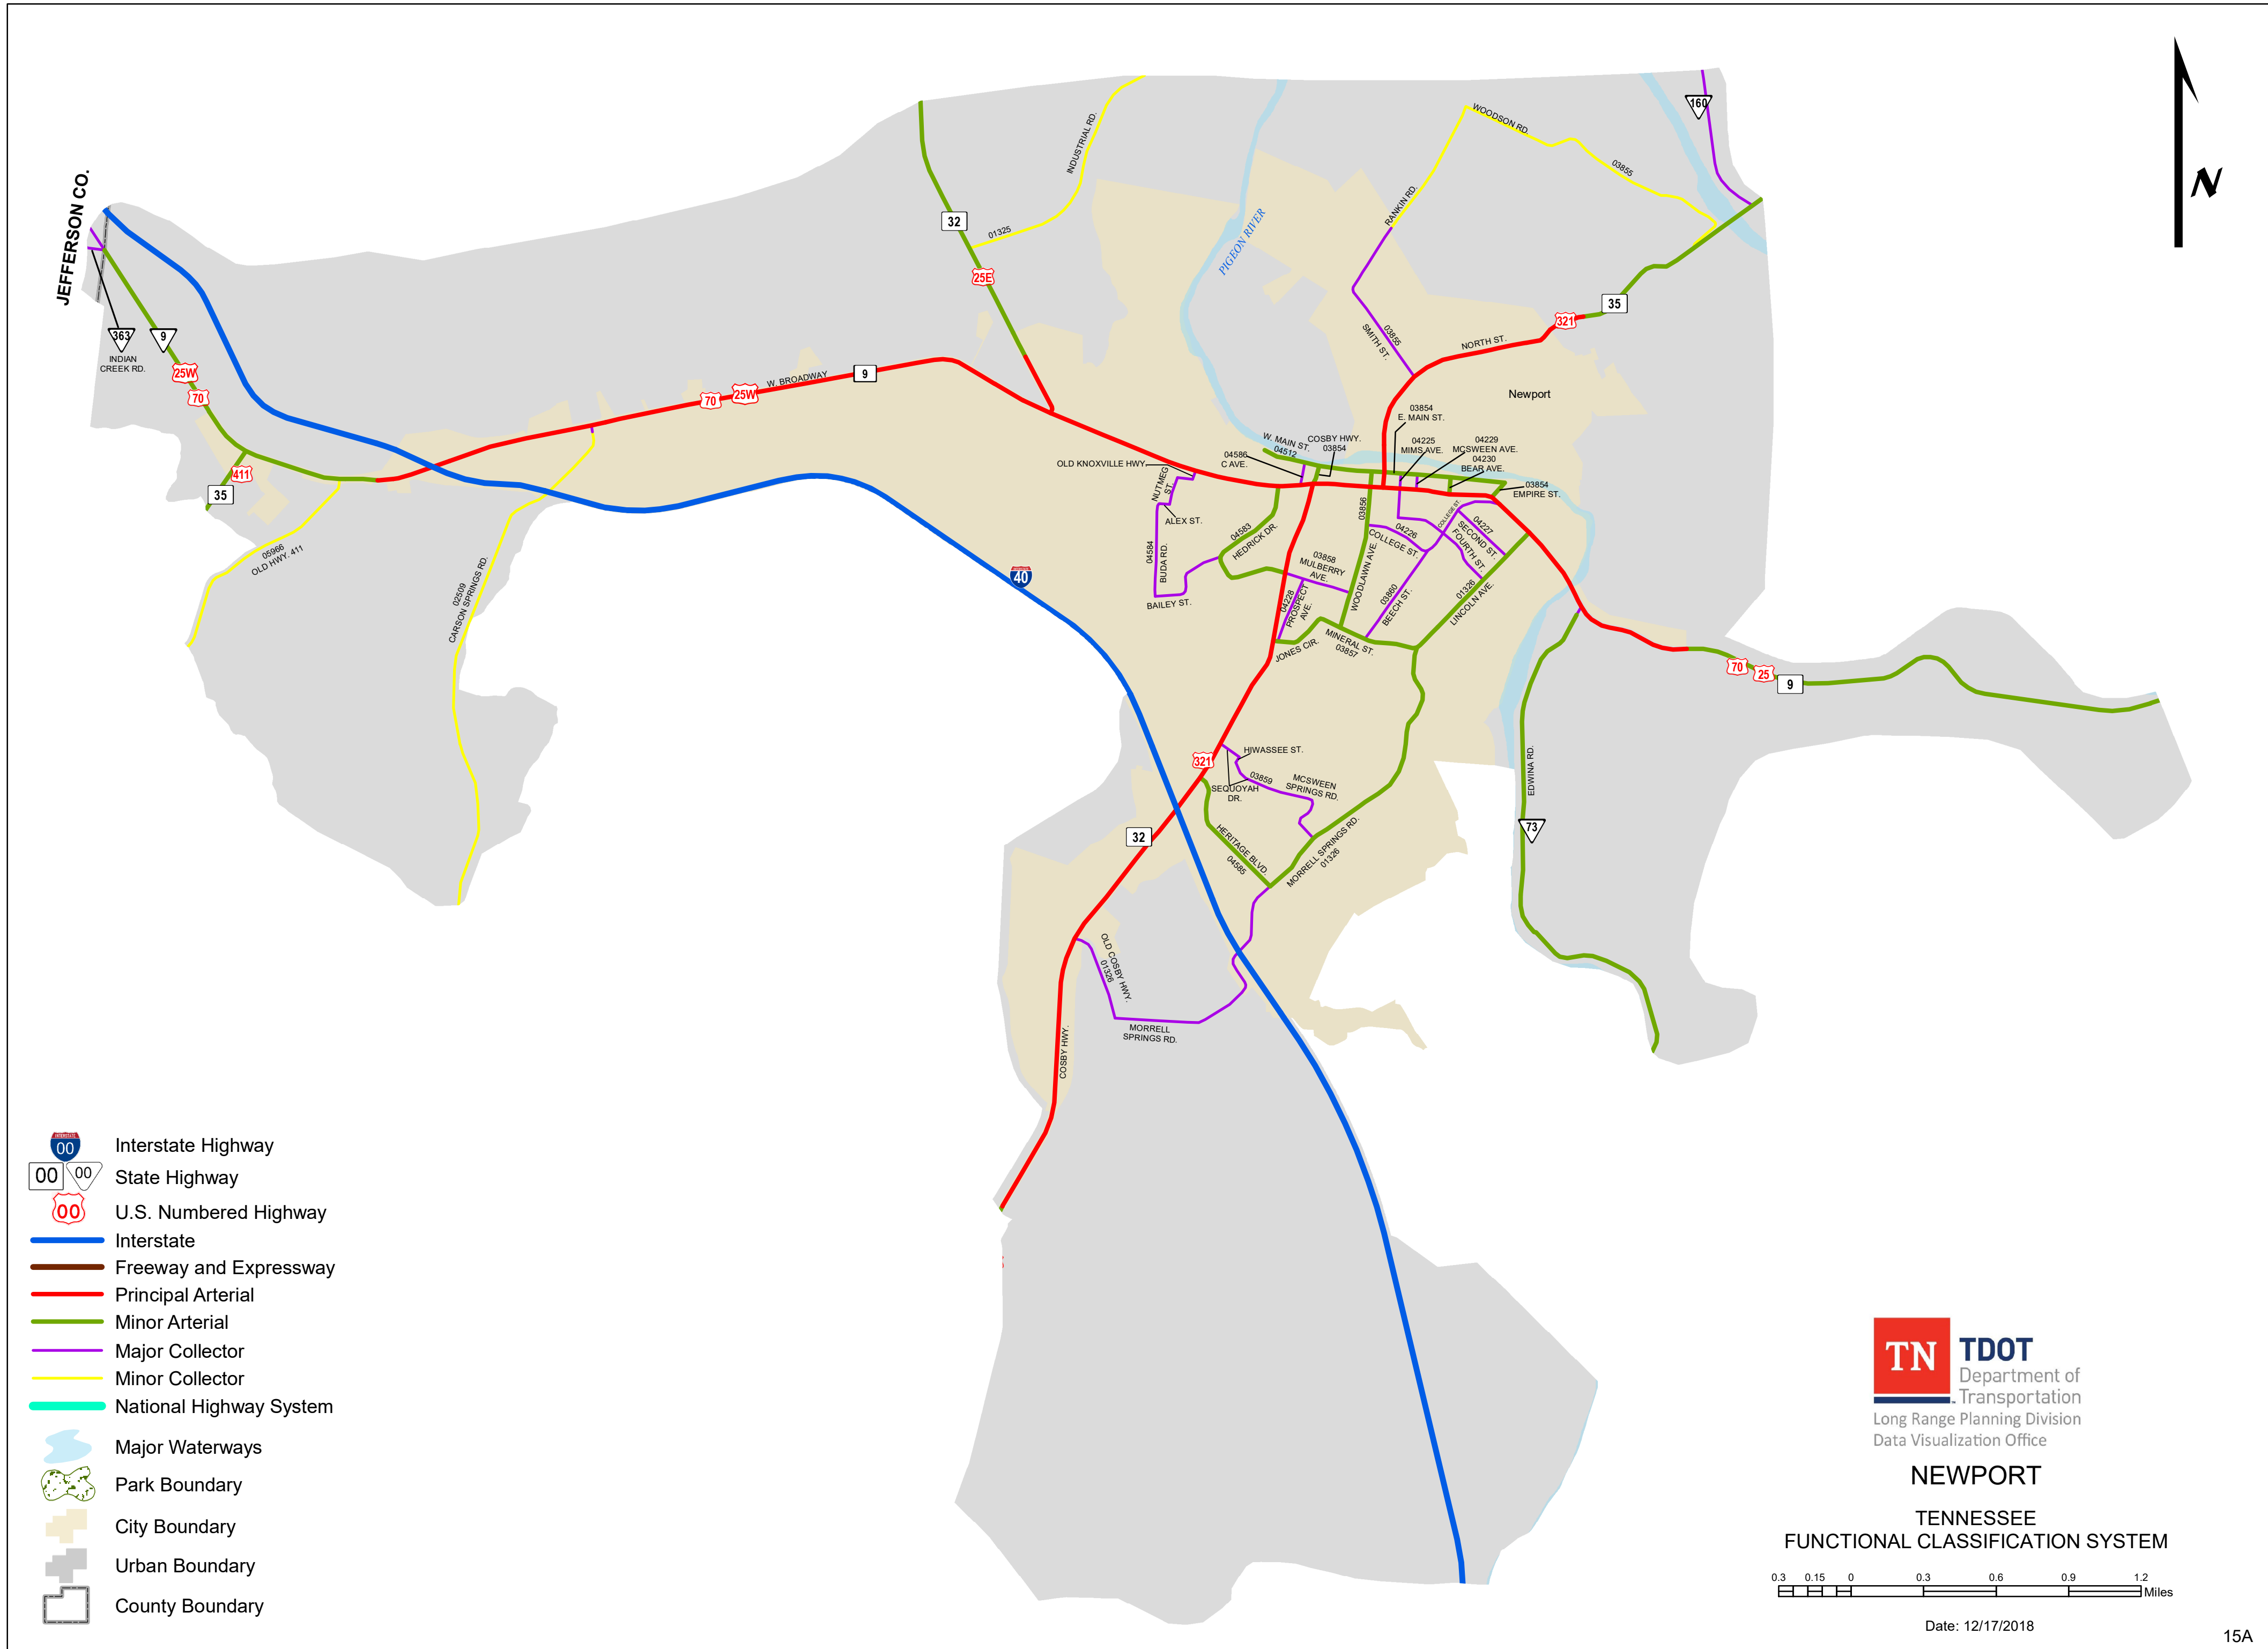 JEFFERSON CO.
363
INDIAN
CREEK RD.
9
25W
70
411
35
05966
OLD HWY. 411
02509
CARSON SPRINGS RD.
70
25W
W. BROADWAY
9
32
25E
01325
INDUSTRIAL RD.
40
PIGEON RIVER
WOODSON RD.
03855
RANKIN RD.
03855
SMITH ST.
NORTH ST.
321
35
160
N
Newport
03854
E. MAIN ST.
W. MAIN ST.
04512
COSBY HWY.
03854
04225
MIMS AVE.
04229
MCSWEEN AVE.
04230
BEAR AVE.
03854
EMPIRE ST.
04586
C AVE.
OLD KNOXVILLE HWY.
NUTMEG
ST.
ALEX ST.
04584
BUDA RD.
BAILEY ST.
04583
HEDRICK DR.
03856
WOODLAWN AVE.
03858
MULBERRY
AVE.
04228
PROSPECT
AVE.
04226
COLLEGE ST.
COLLEGE ST.
04227
SECOND ST.
FOURTH ST.
03860
BEECH ST.
01326
LINCOLN AVE.
JONES CIR.
MINERAL ST.
03857
70
25
9
EDWINA RD.
73
321
HIWASSEE ST.
03859
SEQUOYAH
DR.
MCSWEEN
SPRINGS RD.
32
HERITAGE BLVD.
04585
MORRELL SPRINGS RD.
01326
OLD COSBY HWY.
01326
MORRELL
SPRINGS RD.
COSBY HWY.
INTERSTATE
00
Interstate Highway
00
00
State Highway
00
U.S. Numbered Highway
Interstate
Freeway and Expressway
Principal Arterial
Minor Arterial
Major Collector
Minor Collector
National Highway System
Major Waterways
Park Boundary
City Boundary
Urban Boundary
County Boundary
TN
TDOT
Department of
Transportation
Long Range Planning Division
Data Visualization Office
NEWPORT
TENNESSEE
FUNCTIONAL CLASSIFICATION SYSTEM
0.3 0.15 0 0.3 0.6 0.9 1.2
Miles
Date: 12/17/2018
15A